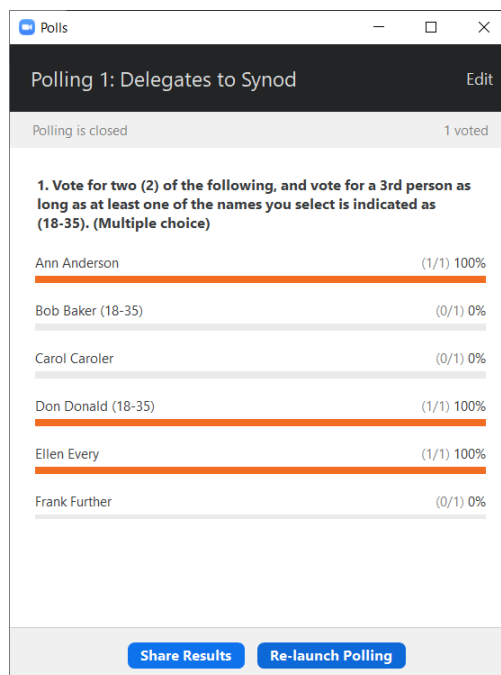 Polls
Polling 1: Delegates to Synod Edit
Polling is closed 1 voted
1. Vote for two (2) of the following, and vote for a 3rd person as
long as at least one of the names you select is indicated as
(18-35). (Multiple choice)
Ann Anderson (1/1) 100%
Bob Baker (18-35) (0/1) 0%
Carol Caroler (0/1) 0%
Don Donald (18-35) (1/1) 100%
Ellen Every (1/1) 100%
Frank Further (0/1) 0%
Share Results Re-launch Polling